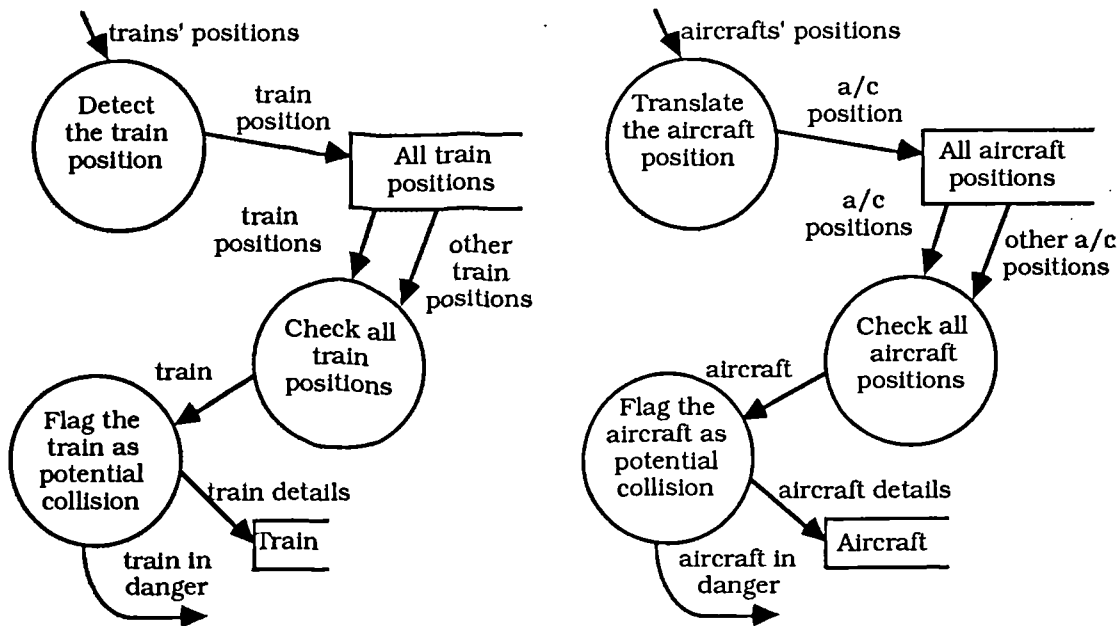 trains' positions
Detect
the train
position
train
position
All train
positions
train
positions
other
train
positions
Check all
train
positions
train
Flag the
train as
potential
collision
train details
Train
train in
danger
aircrafts' positions
Translate
the aircraft
position
a/c
position
All aircraft
positions
a/c
positions
other a/c
positions
Check all
aircraft
positions
aircraft
Flag the
aircraft as
potential
collision
aircraft details
Aircraft
aircraft in
danger